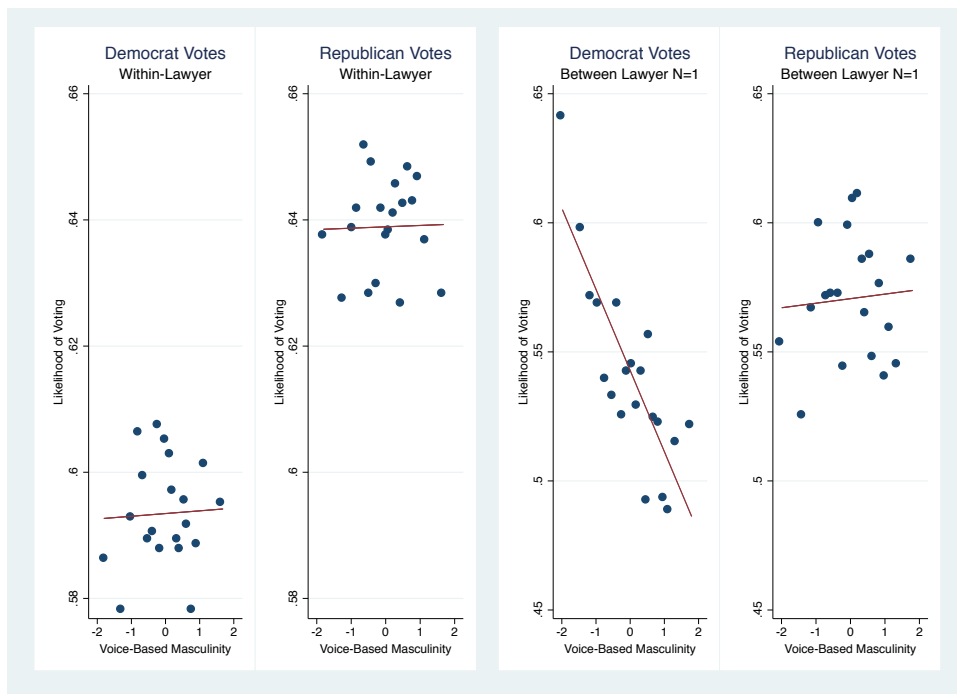 Democrat Votes
Within-Lawyer
.66
.64
.62
.6
.58
Likelihood of Voting
-2 -1 0 1 2
Voice-Based Masculinity
Republican Votes
Within-Lawyer
.66
.64
.62
.6
.58
Likelihood of Voting
-2 -1 0 1 2
Voice-Based Masculinity
Democrat Votes
Between Lawyer N=1
.65
.6
.55
.5
.45
Likelihood of Voting
-2 -1 0 1 2
Voice-Based Masculinity
Republican Votes
Between Lawyer N=1
.65
.6
.55
.5
.45
Likelihood of Voting
-2 -1 0 1 2
Voice-Based Masculinity